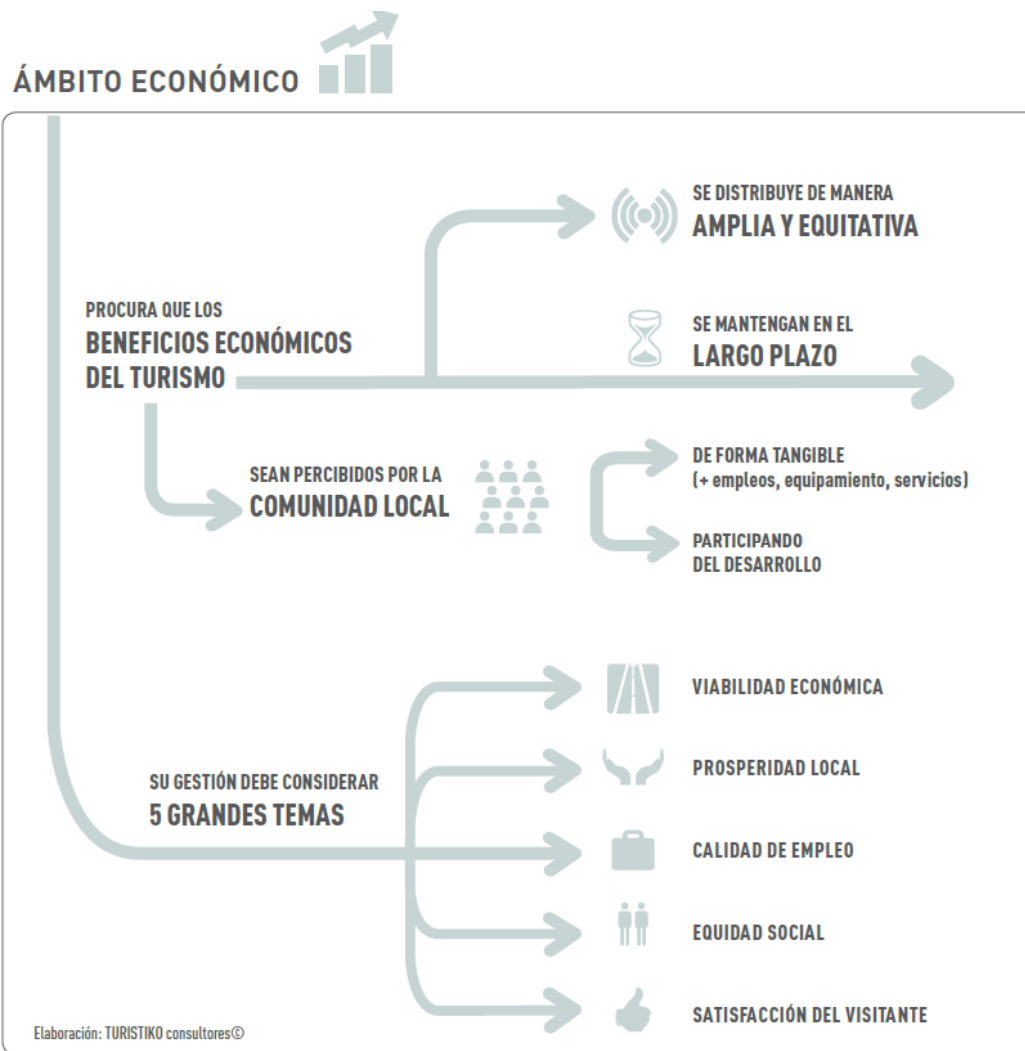 ÁMBITO ECONÓMICO
SE DISTRIBUYE DE MANERA
AMPLIA Y EQUITATIVA
PROCURA QUE LOS
BENEFICIOS ECONÓMICOS
DEL TURISMO
SE MANTENGAN EN EL
LARGO PLAZO
SEAN PERCIBIDOS POR LA
COMUNIDAD LOCAL
DE FORMA TANGIBLE
(+ empleos, equipamiento, servicios)
PARTICIPANDO
DEL DESARROLLO
SU GESTIÓN DEBE CONSIDERAR
5 GRANDES TEMAS
VIABILIDAD ECONÓMICA
PROSPERIDAD LOCAL
CALIDAD DE EMPLEO
EQUIDAD SOCIAL
SATISFACCIÓN DEL VISITANTE
Elaboración: TURISTIKO consultores©